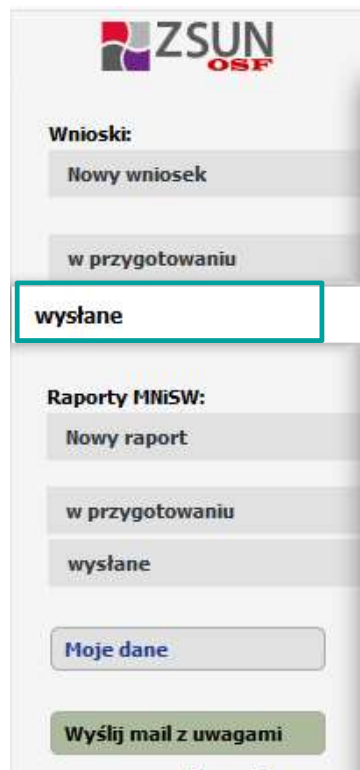 ZSUN
OSF
Wnioski:
Nowy wniosek
w przygotowaniu
wysłane
Raporty MNiSW:
Nowy raport
w przygotowaniu
wysłane
Moje dane
Wyślij mail z uwagami